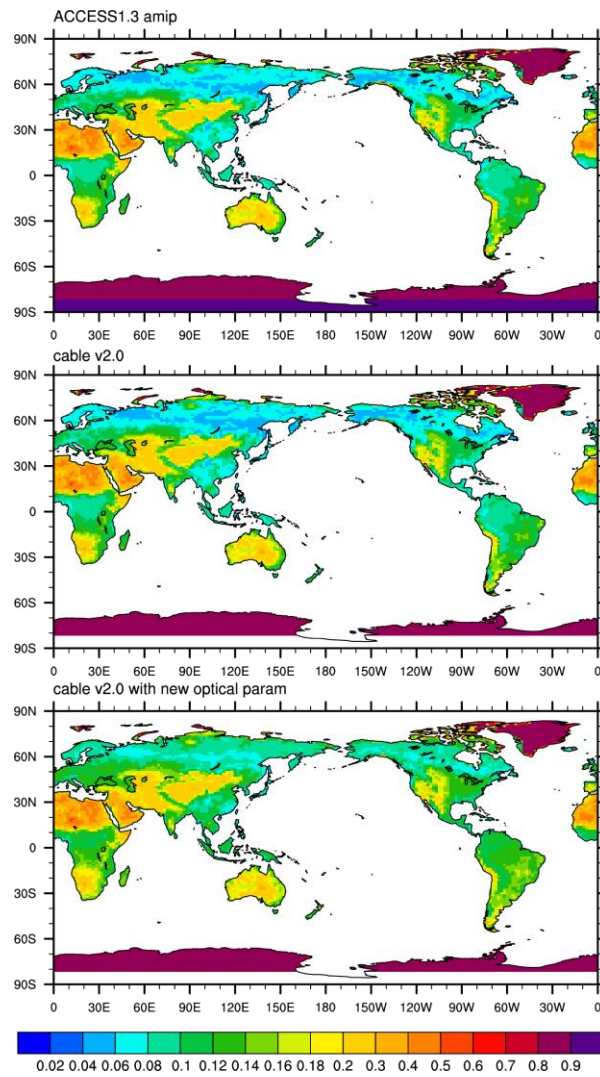 ACCESS1.3 amip
90N
60N
30N
0
30S
60S
90S
0 30E 60E 90E 120E 150E 180 150W 120W 90W 60W 30W 0
cable v2.0
90N
60N
30N
0
30S
60S
90S
0 30E 60E 90E 120E 150E 180 150W 120W 90W 60W 30W 0
cable v2.0 with new optical param
90N
60N
30N
0
30S
60S
90S
0 30E 60E 90E 120E 150E 180 150W 120W 90W 60W 30W 0
0.02 0.04 0.06 0.08 0.1 0.12 0.14 0.16 0.18 0.2 0.3 0.4 0.5 0.6 0.7 0.8 0.9